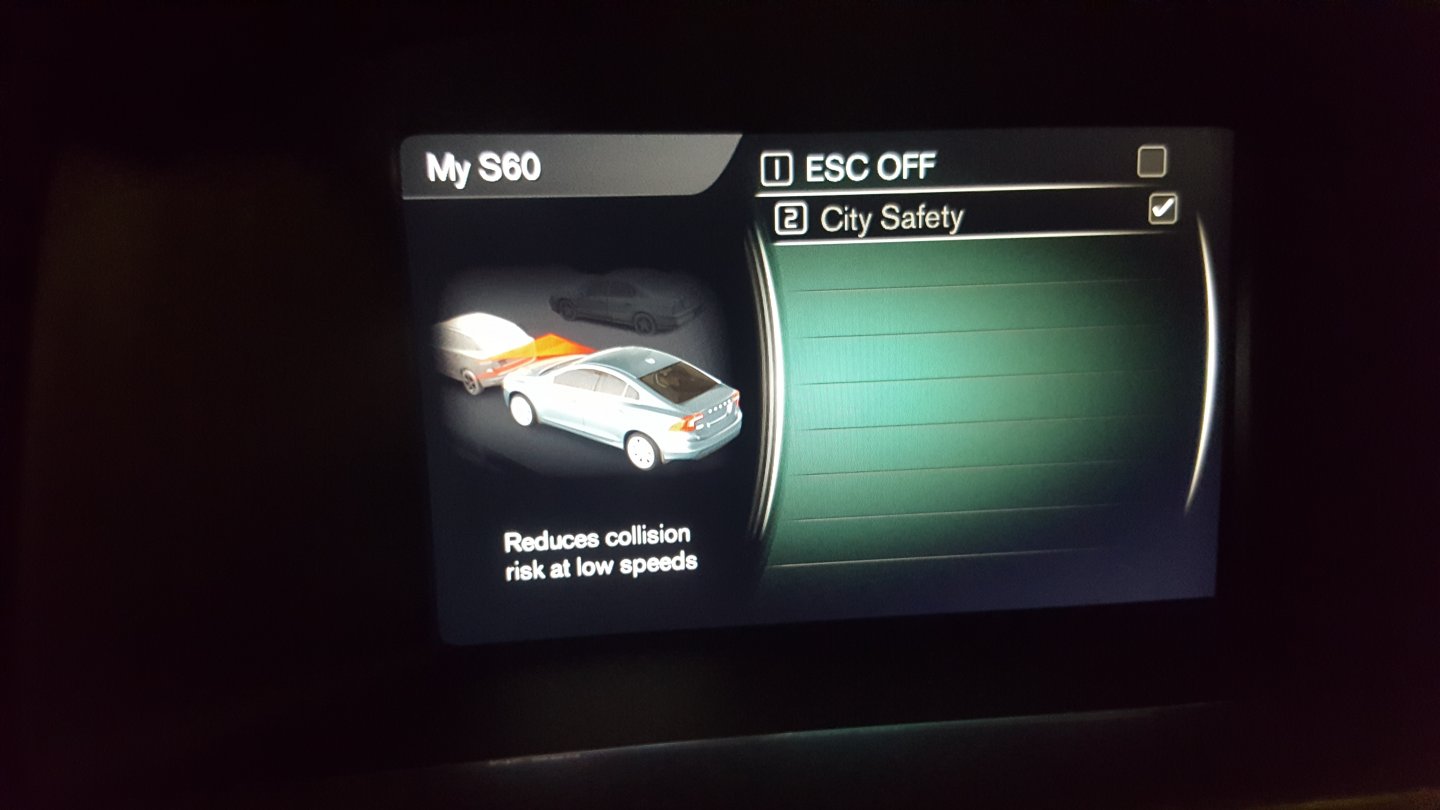 My S60
1 ESC OFF
2 City Safety
Reduces collision
risk at low speeds